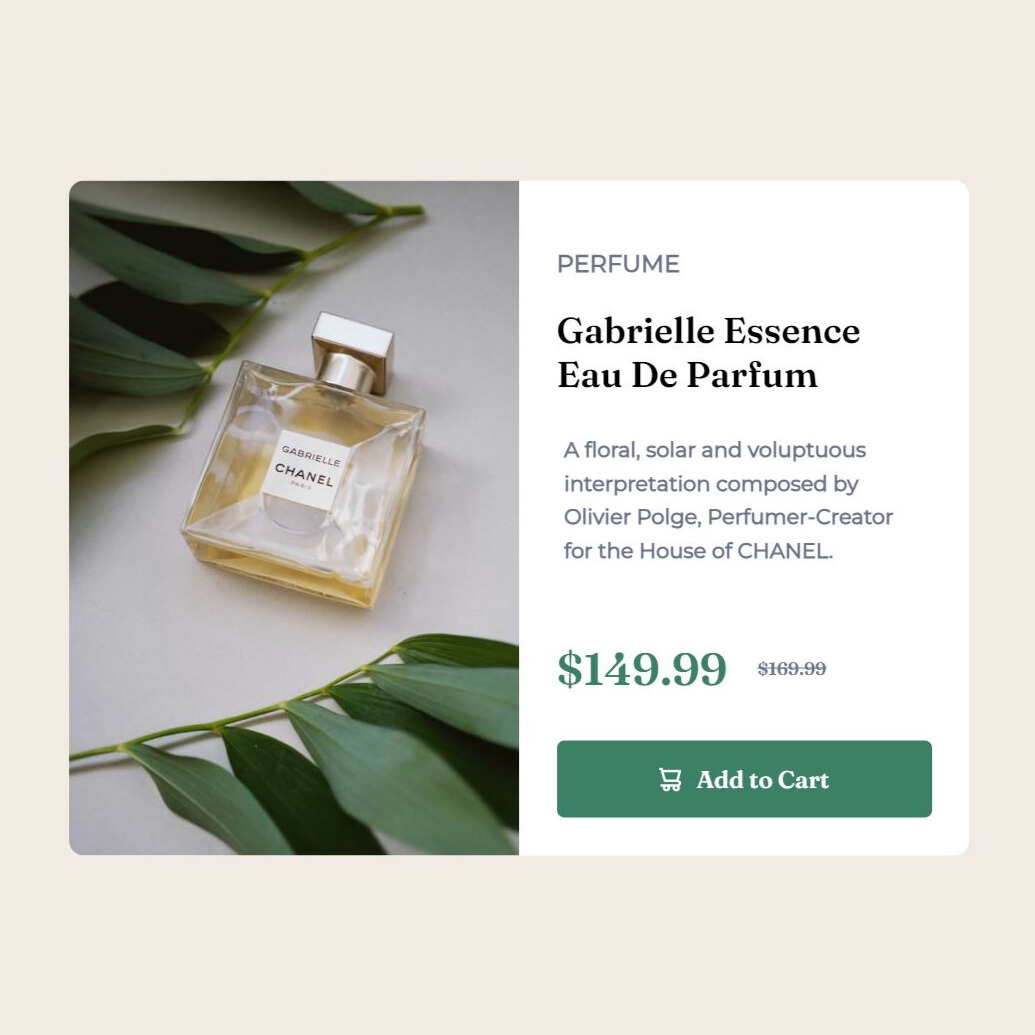 GABRIELLE
CHANEL
PARIS
PERFUME
Gabrielle Essence
Eau De Parfum
A floral, solar and voluptuous
interpretation composed by
Olivier Polge, Perfumer-Creator
for the House of CHANEL.
$149.99 $169.99
Add to Cart